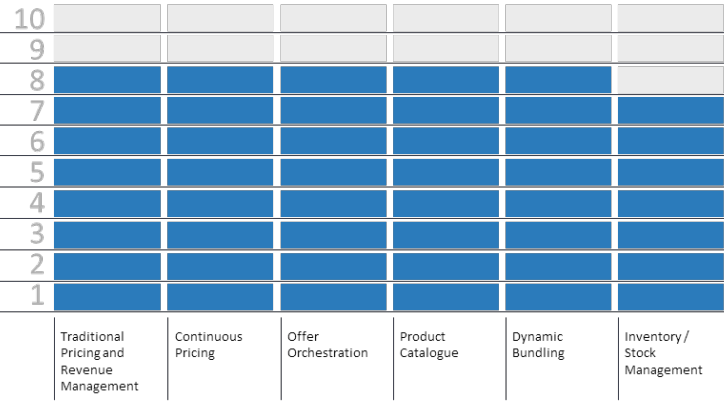 10
9
8
7
6
5
4
3
2
1
Traditional
Pricing and
Revenue
Management
Continuous
Pricing
Offer
Orchestration
Product
Catalogue
Dynamic
Bundling
Inventory /
Stock
Management